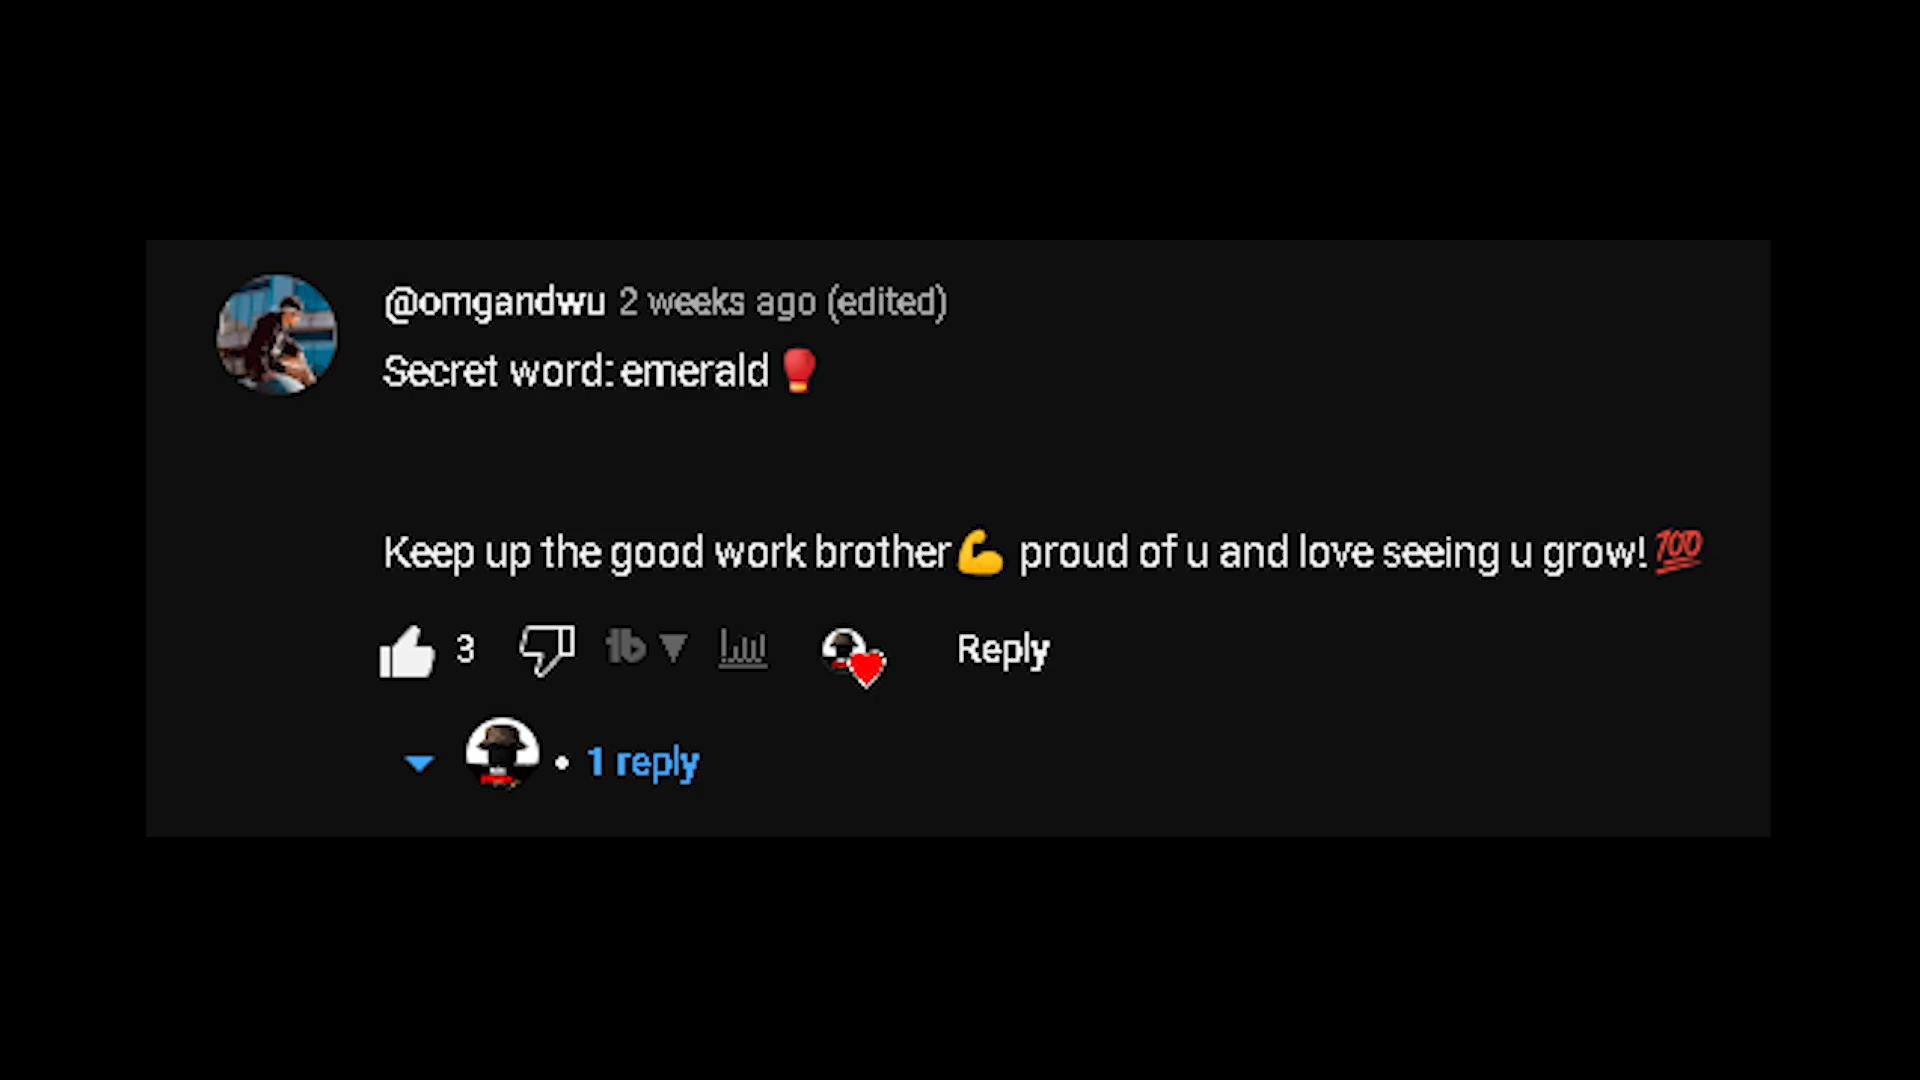 @omgandwu 2 weeks ago (edited)
Secret word: emerald 🥊
Keep up the good work brother💪 proud of u and love seeing u grow!💯
3 tb Reply
1 reply